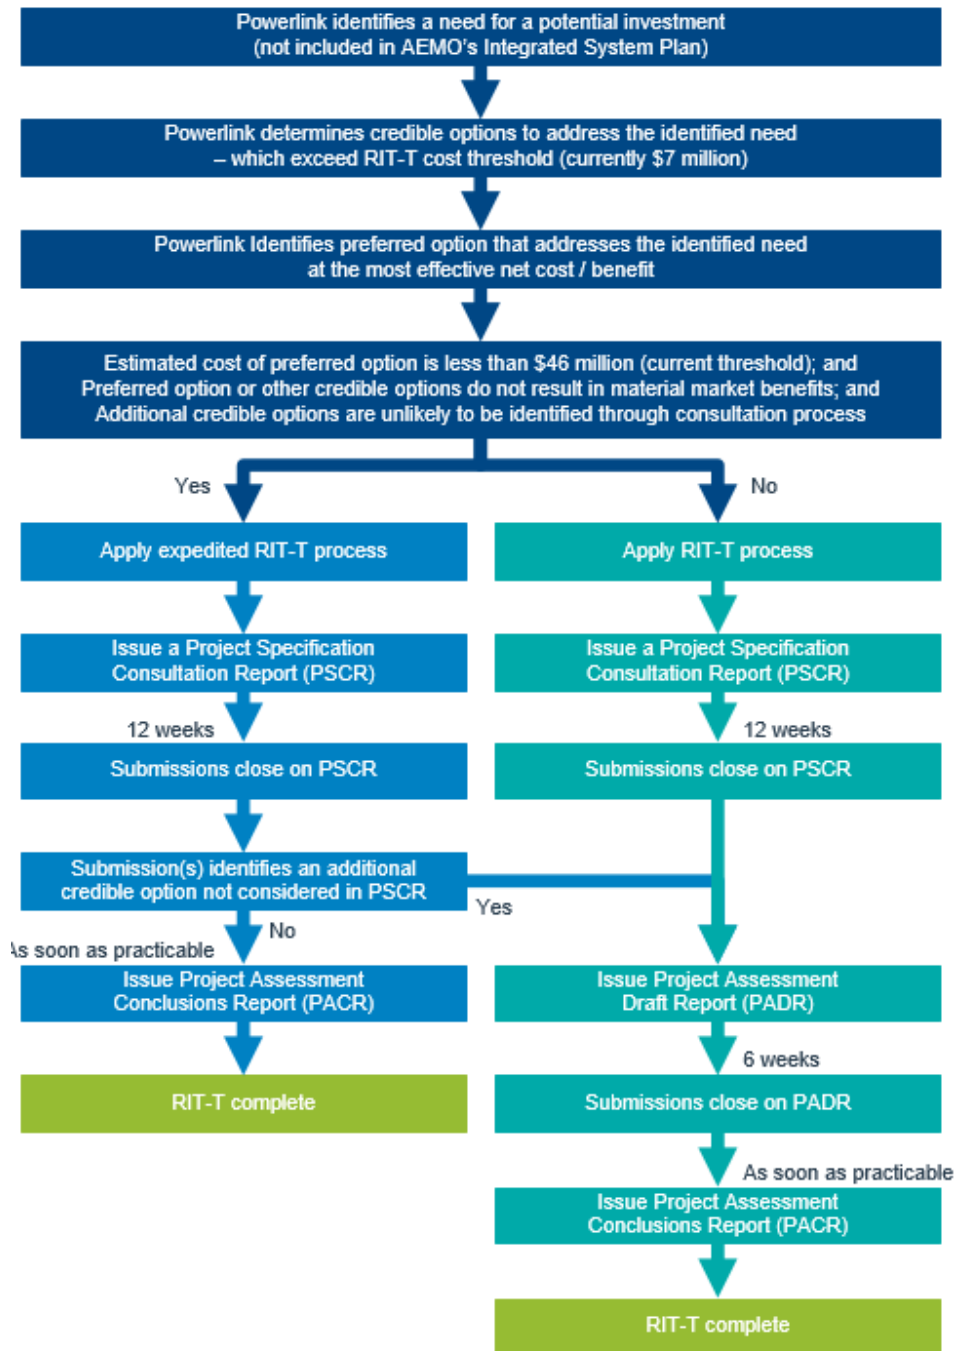 Powerlink identifies a need for a potential investment
(not included in AEMO's Integrated System Plan)
Powerlink determines credible options to address the identified need
– which exceed RIT-T cost threshold (currently $7 million)
Powerlink Identifies preferred option that addresses the identified need
at the most effective net cost / benefit
Estimated cost of preferred option is less than $46 million (current threshold); and
Preferred option or other credible options do not result in material market benefits; and
Additional credible options are unlikely to be identified through consultation process
Yes
No
Apply expedited RIT-T process
Apply RIT-T process
Issue a Project Specification
Consultation Report (PSCR)
Issue a Project Specification
Consultation Report (PSCR)
12 weeks
12 weeks
Submissions close on PSCR
Submissions close on PSCR
Submission(s) identifies an additional
credible option not considered in PSCR
Yes
No
As soon as practicable
Issue Project Assessment
Conclusions Report (PACR)
Issue Project Assessment
Draft Report (PADR)
6 weeks
RIT-T complete
Submissions close on PADR
As soon as practicable
Issue Project Assessment
Conclusions Report (PACR)
RIT-T complete